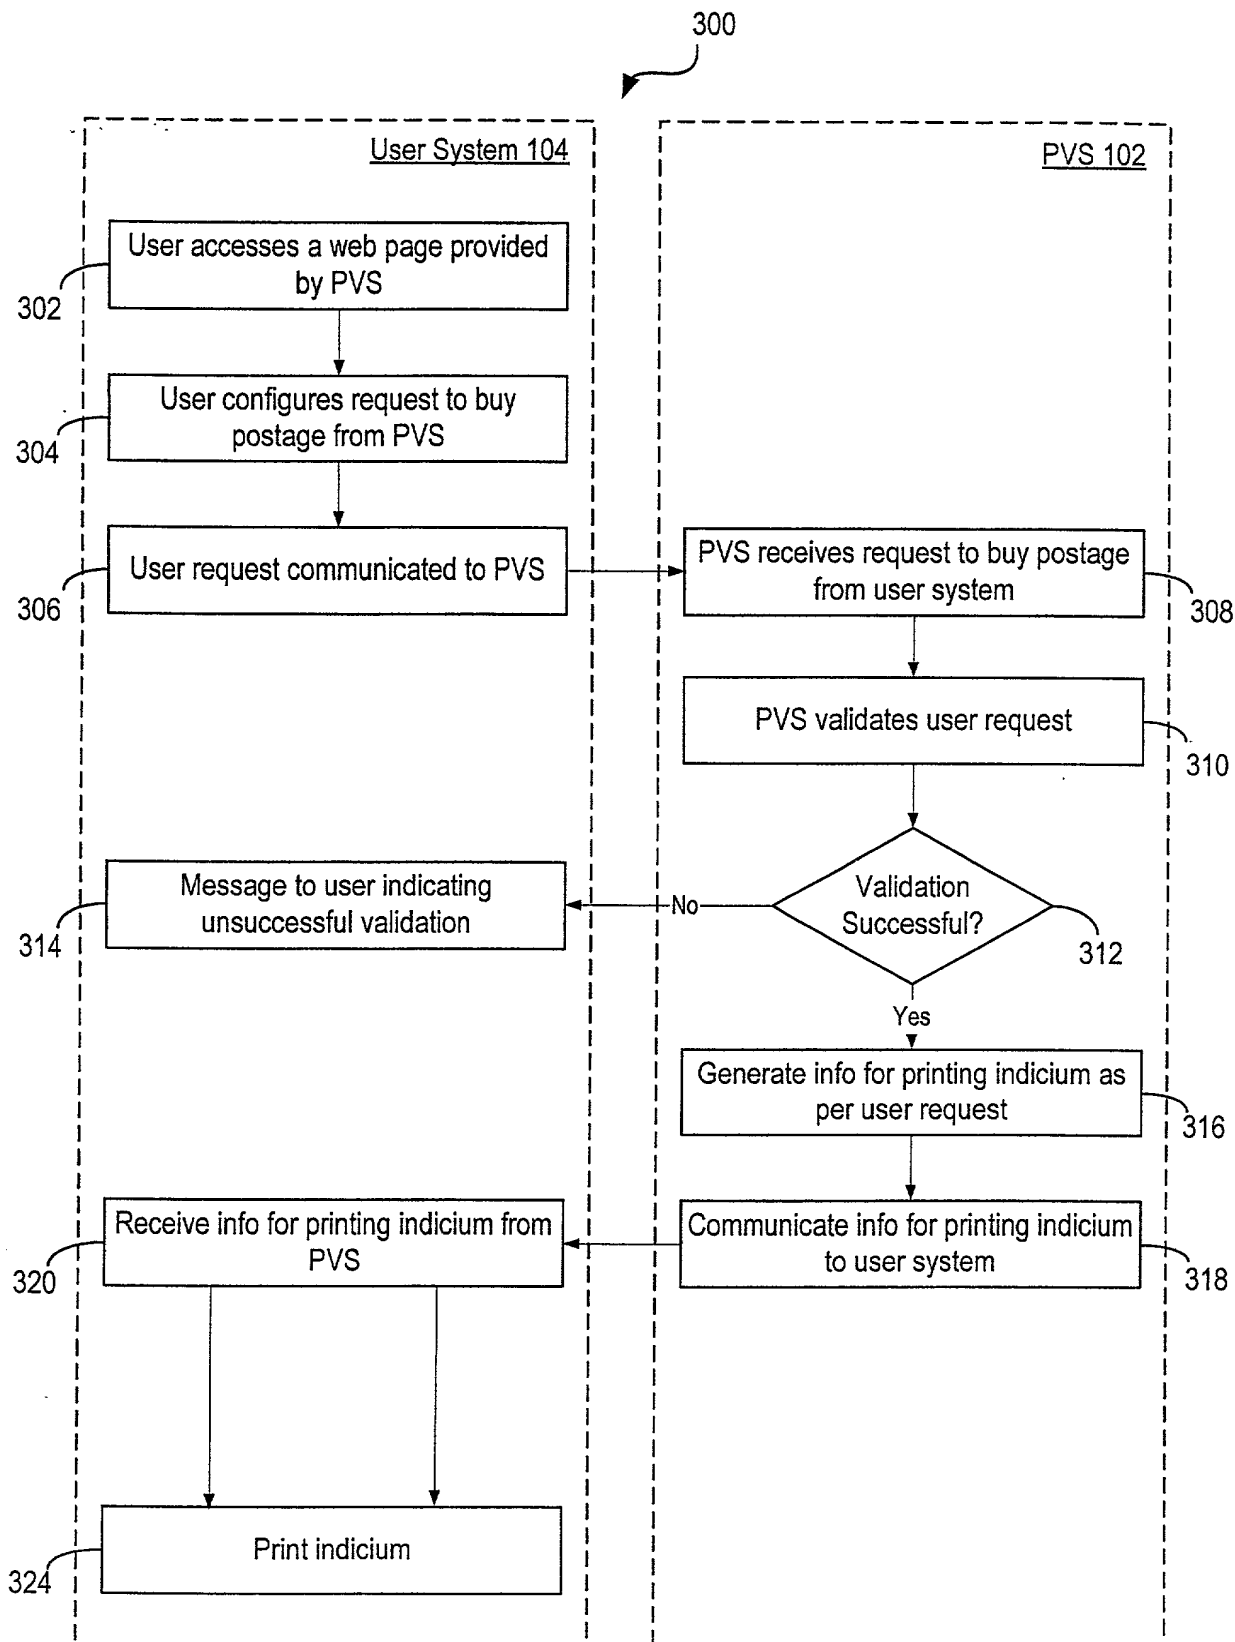 300
User System 104
PVS 102
User accesses a web page provided
by PVS
302
User configures request to buy
postage from PVS
304
User request communicated to PVS
306
PVS receives request to buy postage
from user system
308
PVS validates user request
310
Validation
Successful?
312
No
Message to user indicating
unsuccessful validation
314
Yes
Generate info for printing indicium as
per user request
316
Communicate info for printing indicium
to user system
318
Receive info for printing indicium from
PVS
320
Print indicium
324